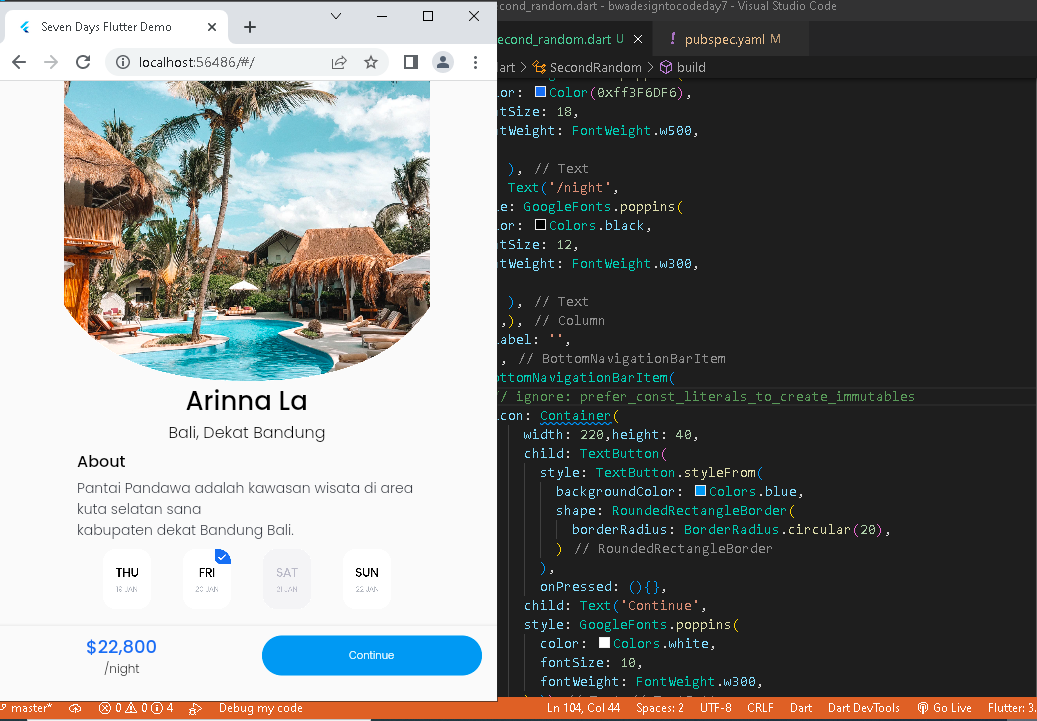 Seven Days Flutter Demo
localhost:56486/#/
Arinna La
Bali, Dekat Bandung
About
Pantai Pandawa adalah kawasan wisata di area
kuta selatan sana
kabupaten dekat Bandung Bali.
THU FRI SAT SUN
20 JAN 21 JAN 22 JAN
$22,800
/night
Continue
econd_random.dart - bwadesigntocodeday7 - Visual Studio Code
econd_random.dart U pubspec.yaml M
art > SecondRandom > build
or: Color(0xff3F6DF6),
tSize: 18,
tWeight: FontWeight.w500,
), // Text
Text('/night',
e: GoogleFonts.poppins(
or: Colors.black,
tSize: 12,
tWeight: FontWeight.w300,
), // Text
,), // Column
abel: '',
, // BottomNavigationBarItem
ottomNavigationBarItem(
/ ignore: prefer_const_literals_to_create_immutables
con: Container(
width: 220,height: 40,
child: TextButton(
style: TextButton.styleFrom(
backgroundColor: Colors.blue,
shape: RoundedRectangleBorder(
borderRadius: BorderRadius.circular(20),
) // RoundedRectangleBorder
),
onPressed: (){},
child: Text('Continue',
style: GoogleFonts.poppins(
color: Colors.white,
fontSize: 10,
fontWeight: FontWeight.w300,
master* 0 0 4 Debug my code Ln 104, Col 44 Spaces: 2 UTF-8 CRLF Dart Dart DevTools Go Live Flutter: 3.